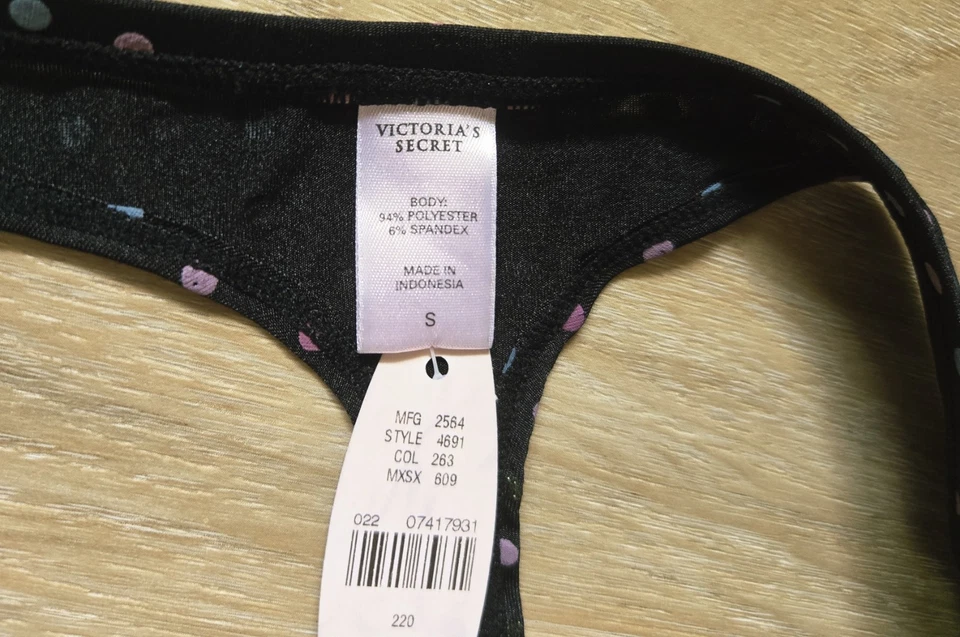 VICTORIA'S
SECRET
BODY:
94% POLYESTER
6% SPANDEX
MADE IN
INDONESIA
S
MFG 2564
STYLE 4691
COL 263
MXSX 609
022 07417931
220